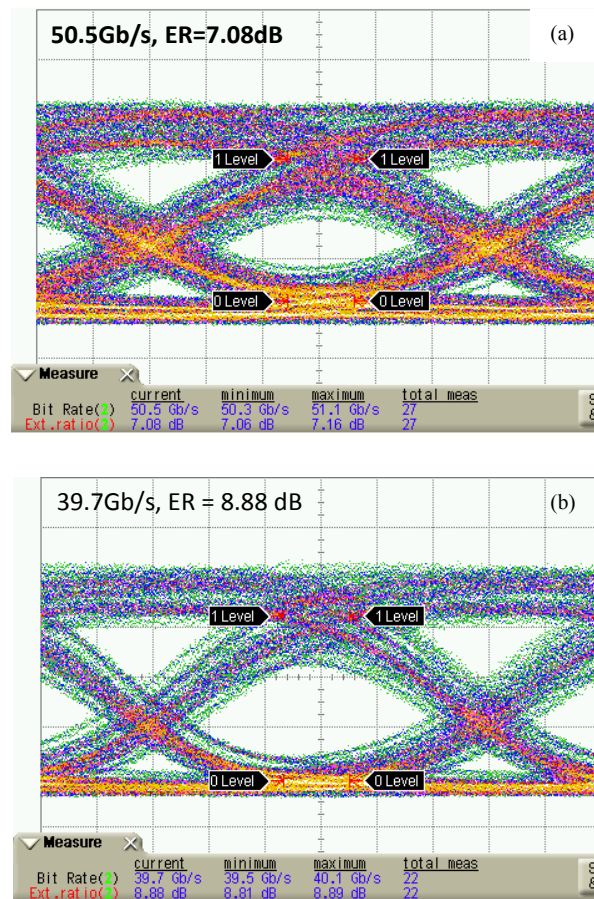 50.5Gb/s, ER=7.08dB (a)
1 Level 1 Level
0 Level 0 Level
Measure
current minimum maximum total meas
Bit Rate(2) 50.5 Gb/s 50.3 Gb/s 51.1 Gb/s 27
Ext.ratio(2) 7.08 dB 7.06 dB 7.16 dB 27
39.7Gb/s, ER = 8.88 dB (b)
1 Level 1 Level
0 Level 0 Level
Measure
current minimum maximum total meas
Bit Rate(2) 39.7 Gb/s 39.5 Gb/s 40.1 Gb/s 22
Ext.ratio(2) 8.88 dB 8.81 dB 8.89 dB 22